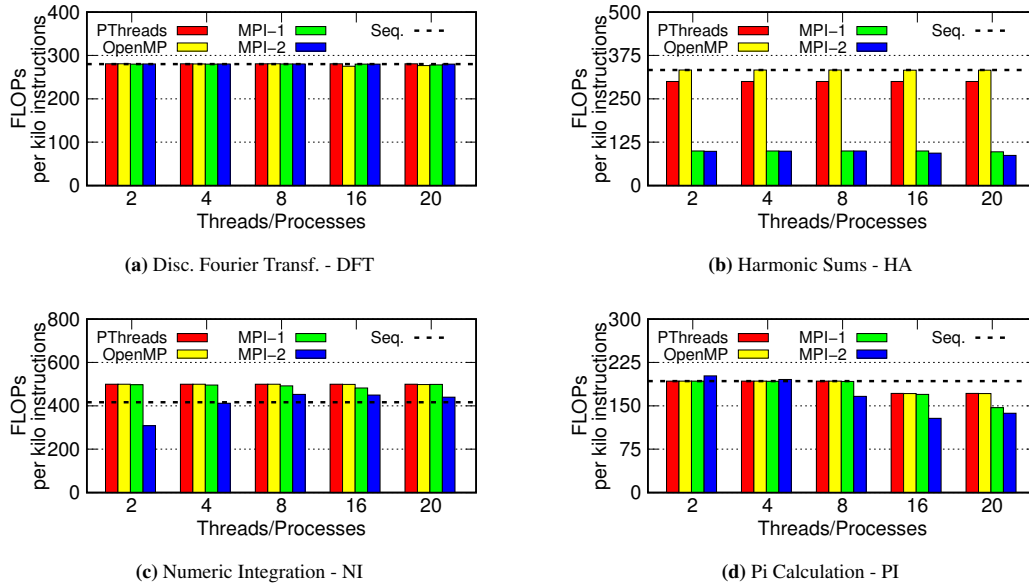 400
300
200
100
0
FLOPs
per kilo instructions
PThreads
OpenMP
MPI-1
MPI-2
Seq.
2 4 8 16 20
Threads/Processes
(a) Disc. Fourier Transf. - DFT
500
375
250
125
0
FLOPs
per kilo instructions
PThreads
OpenMP
MPI-1
MPI-2
Seq.
2 4 8 16 20
Threads/Processes
(b) Harmonic Sums - HA
800
600
400
200
0
FLOPs
per kilo instructions
PThreads
OpenMP
MPI-1
MPI-2
Seq.
2 4 8 16 20
Threads/Processes
(c) Numeric Integration - NI
300
225
150
75
0
FLOPs
per kilo instructions
PThreads
OpenMP
MPI-1
MPI-2
Seq.
2 4 8 16 20
Threads/Processes
(d) Pi Calculation - PI